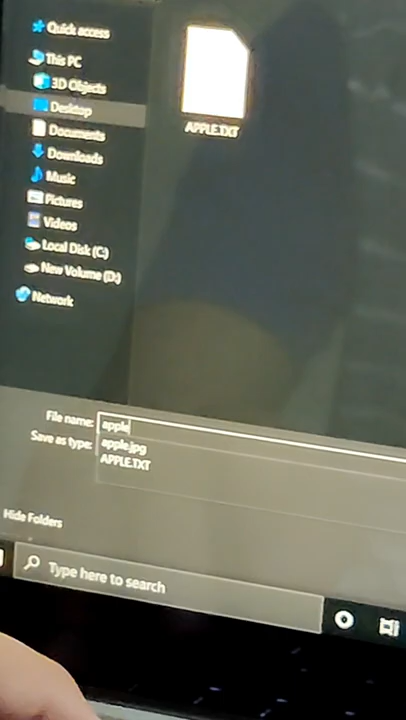 Quick access
This PC
3D Objects
Desktop
Documents
Downloads
Music
Pictures
Videos
Local Disk (C:)
New Volume (D:)
Network
APPLE.TXT
File name: apple
Save as type:
apple.jpg
APPLE.TXT
Hide Folders
Type here to search